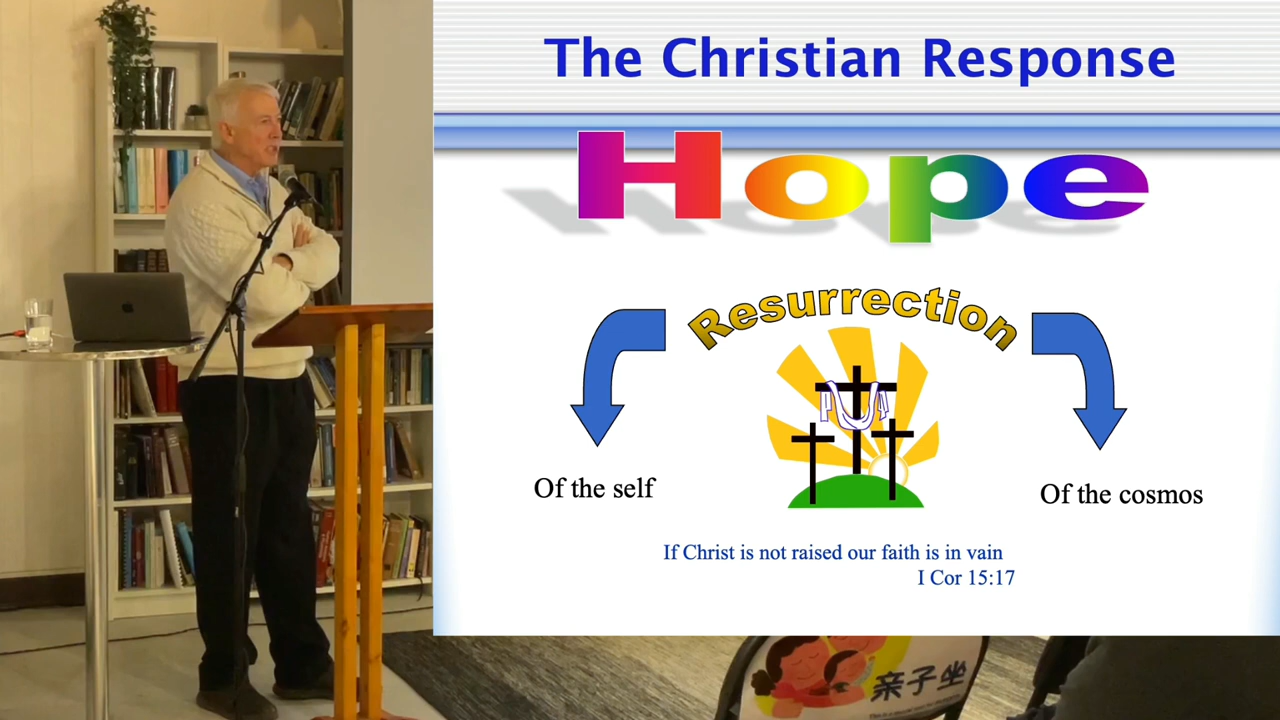 The Christian Response
Hope
Resurrection
Of the self
Of the cosmos
If Christ is not raised our faith is in vain
I Cor 15:17
亲子坐